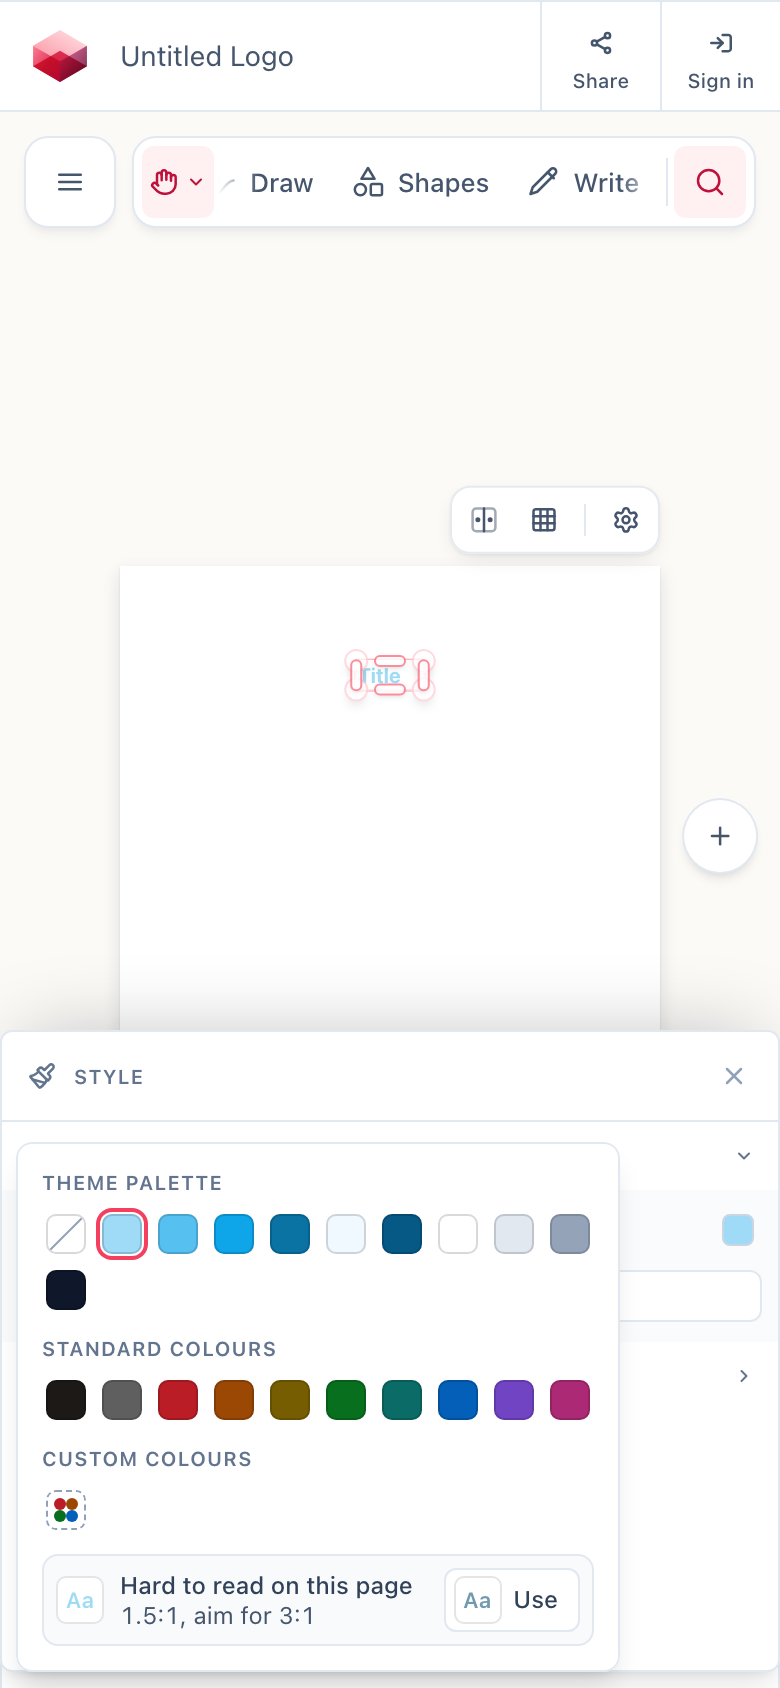 Untitled Logo
Share
Sign in
Draw
Shapes
Write
Title
STYLE
THEME PALETTE
STANDARD COLOURS
CUSTOM COLOURS
Aa
Hard to read on this page
1.5:1, aim for 3:1
Aa
Use